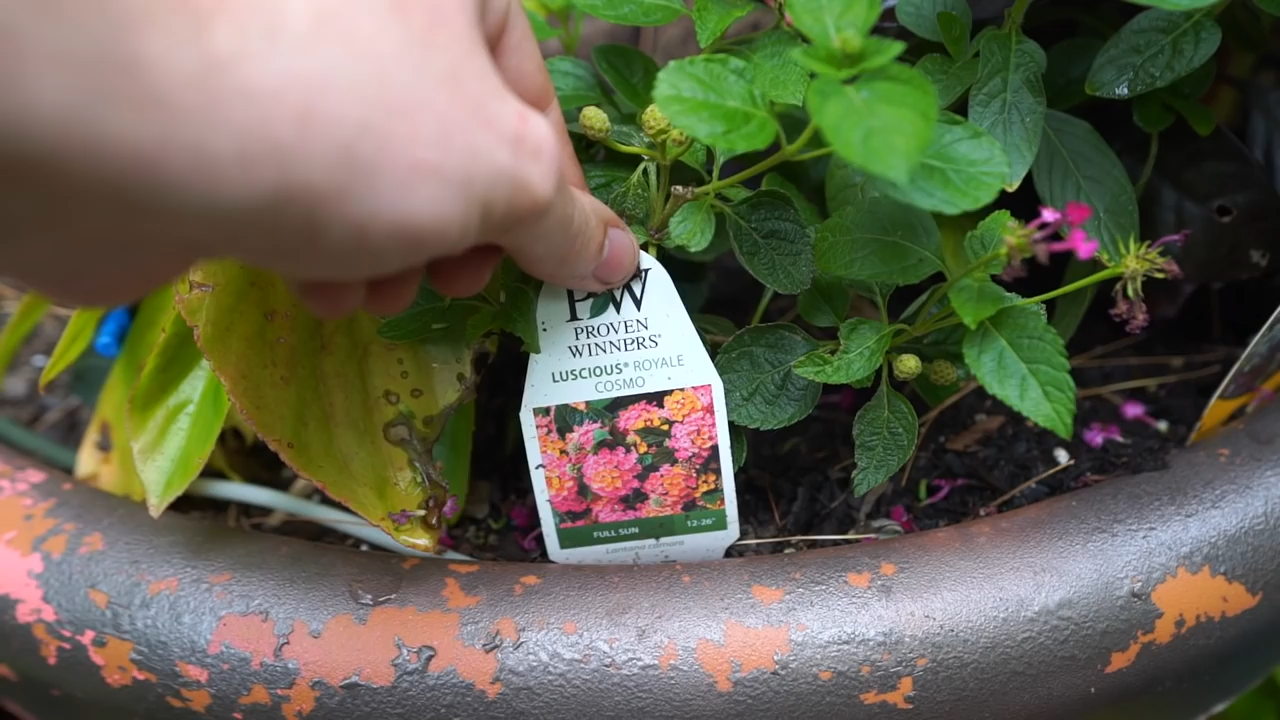 PW
PROVEN
WINNERS®
LUSCIOUS® ROYALE
COSMO
FULL SUN 12-26"
Lantana camara